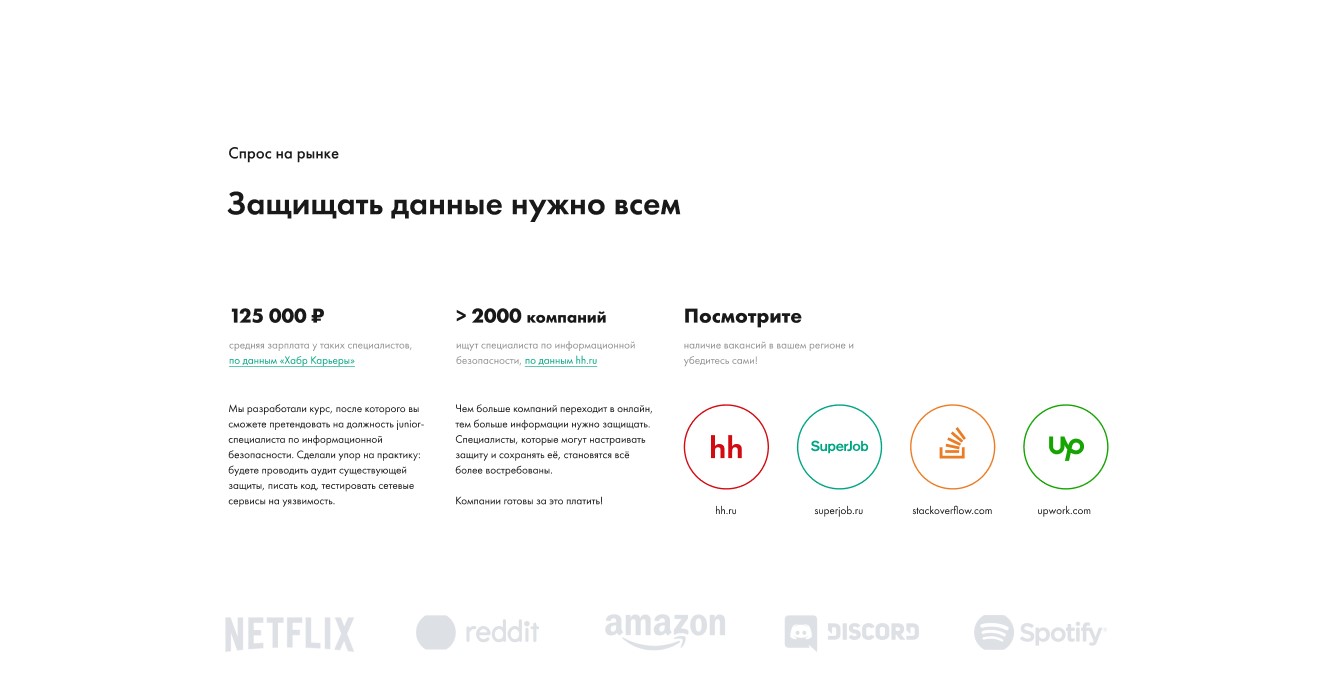 Спрос на рынке
Защищать данные нужно всем
125 000 ₽
средняя зарплата у таких специалистов,
по данным «Хабр Карьеры»
Мы разработали курс, после которого вы
сможете претендовать на должность junior-
специалиста по информационной
безопасности. Сделали упор на практику:
будете проводить аудит существующей
защиты, писать код, тестировать сетевые
сервисы на уязвимость.
> 2000 компаний
ищут специалиста по информационной
безопасности, по данным hh.ru
Чем больше компаний переходит в онлайн,
тем больше информации нужно защищать.
Специалисты, которые могут настраивать
защиту и сохранять её, становятся всё
более востребованы.
Компании готовы за это платить!
Посмотрите
наличие вакансий в вашем регионе и
убедитесь сами!
hh
SuperJob
up
hh.ru
superjob.ru
stackoverflow.com
upwork.com
NETFLIX
reddit
amazon
DISCORD
Spotify